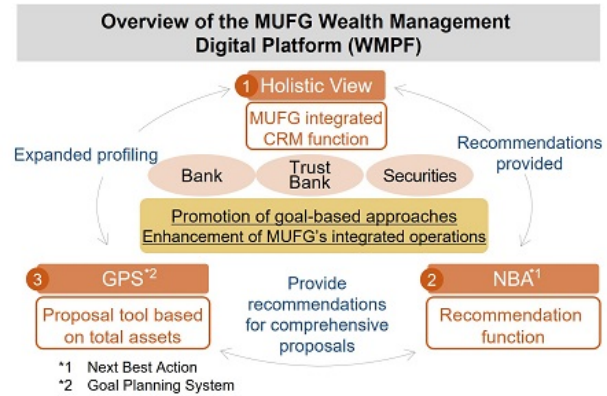 Overview of the MUFG Wealth Management
Digital Platform (WMPF)
1 Holistic View
MUFG integrated
CRM function
Expanded profiling
Recommendations
provided
Bank
Trust
Bank
Securities
Promotion of goal-based approaches
Enhancement of MUFG's integrated operations
3 GPS*2
Proposal tool based
on total assets
Provide
recommendations
for comprehensive
proposals
2 NBA*1
Recommendation
function
*1 Next Best Action
*2 Goal Planning System